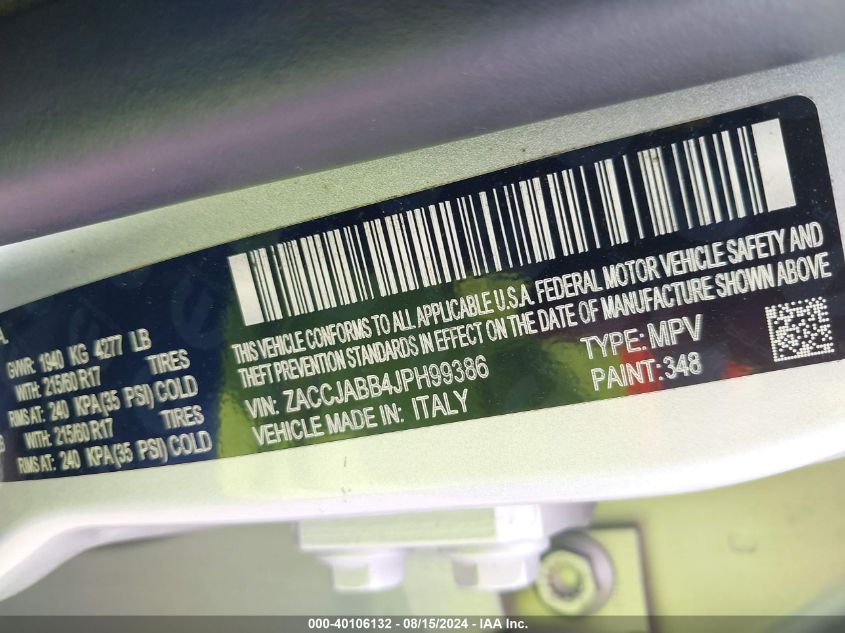 GVWR: 1940 KG 4277 LB
WITH: 215/60 R17 TIRES
RIMS AT: 240 KPA(35 PSI) COLD
WITH: 215/60 R17 TIRES
RIMS AT: 240 KPA(35 PSI) COLD
THIS VEHICLE CONFORMS TO ALL APPLICABLE U.S.A. FEDERAL MOTOR VEHICLE SAFETY AND
THEFT PREVENTION STANDARDS IN EFFECT ON THE DATE OF MANUFACTURE SHOWN ABOVE
VIN: ZACCJABB4JPH99386
TYPE: MPV
VEHICLE MADE IN: ITALY
PAINT: 348
000-40106132 - 08/15/2024 - IAA Inc.